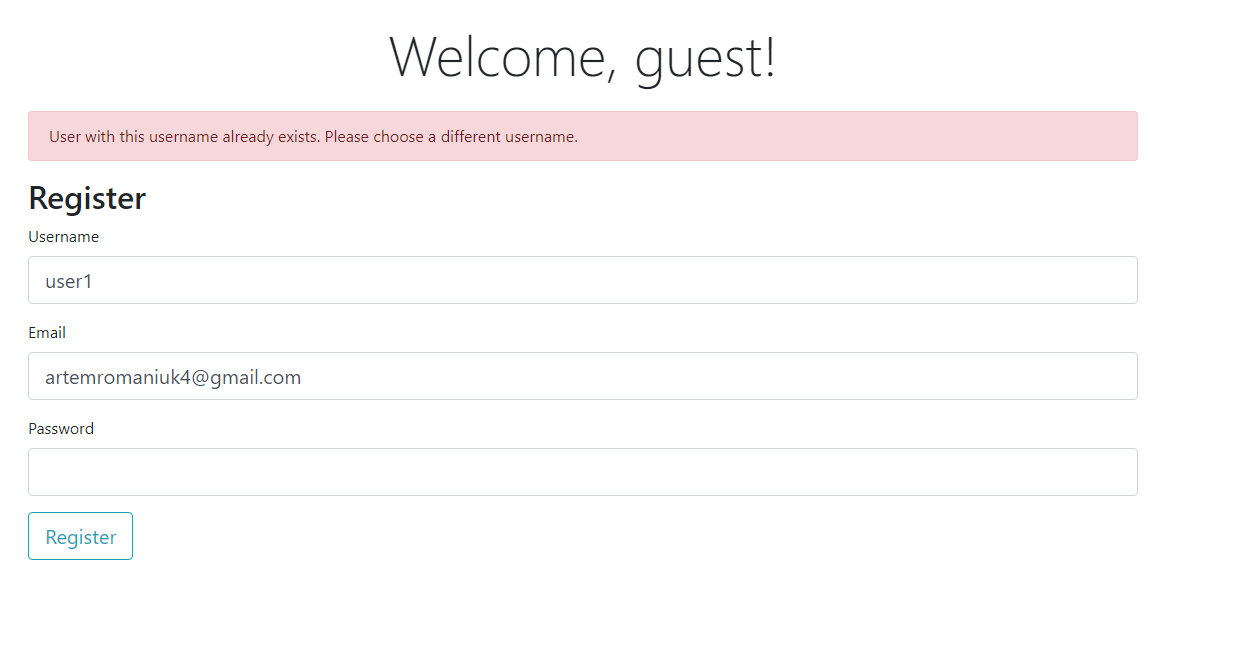 Welcome, guest!
User with this username already exists. Please choose a different username.
Register
Username
user1
Email
artemromaniuk4@gmail.com
Password
Register